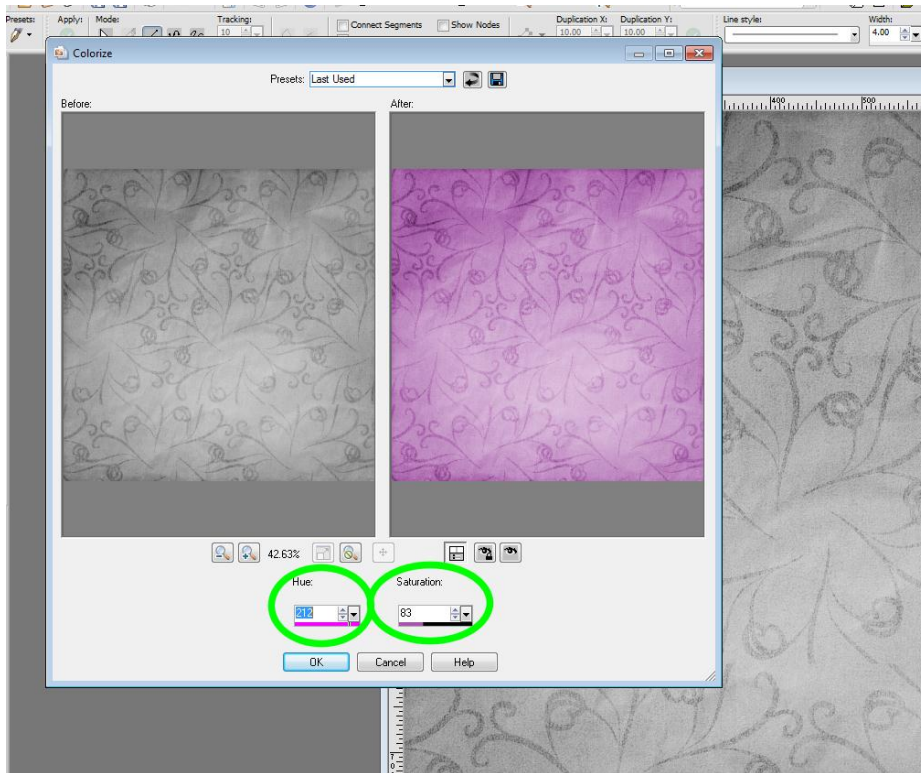 Presets: Apply: Mode: Tracking: Connect Segments Show Nodes Duplication X: Duplication Y: Line style: Width:
10 10.00 10.00 4.00
Colorize
Presets: Last Used
Before: After:
400 500
42.63%
Hue: Saturation:
212 83
OK Cancel Help